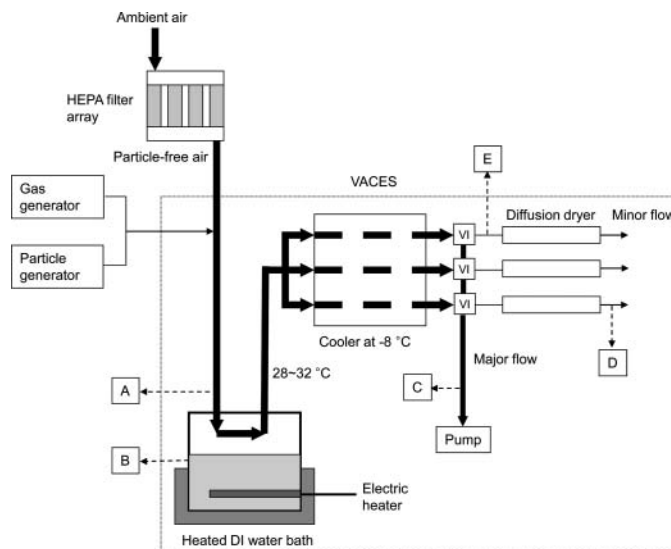 Ambient air
HEPA filter
array
Particle-free air
E
VACES
Gas
generator
Diffusion dryer
Minor flow
VI
Particle
generator
VI
VI
Cooler at -8 °C
D
28~32 °C
Major flow
A
C
B
Pump
Electric
heater
Heated DI water bath